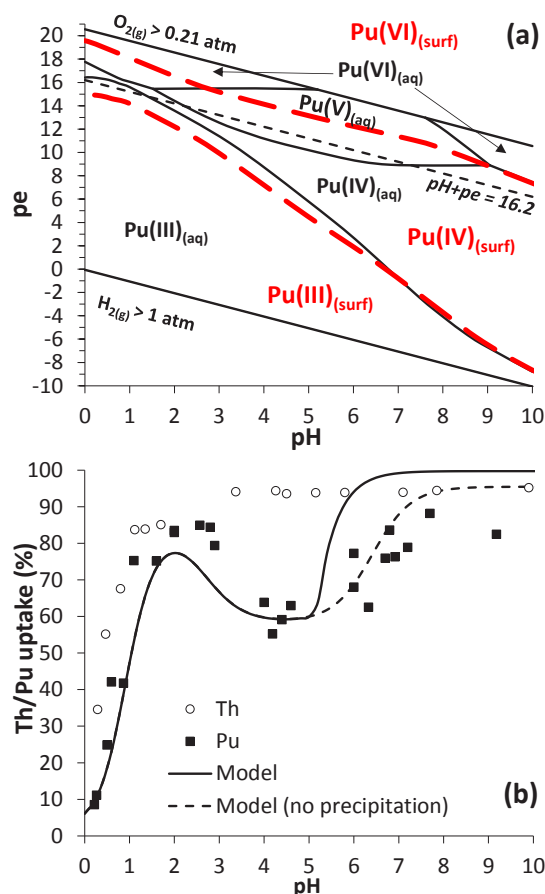 (a)
O2(g) > 0.21 atm
Pu(VI)(surf)
Pu(VI)(aq)
Pu(V)(aq)
Pu(IV)(aq)
pH+pe = 16.2
Pu(III)(aq)
Pu(IV)(surf)
Pu(III)(surf)
H2(g) > 1 atm
pe
20
18
16
14
12
10
8
6
4
2
0
-2
-4
-6
-8
-10
0 1 2 3 4 5 6 7 8 9 10
pH
Th/Pu uptake (%)
100
90
80
70
60
50
40
30
20
10
0
Th
Pu
Model
Model (no precipitation)
(b)
0 1 2 3 4 5 6 7 8 9 10
pH